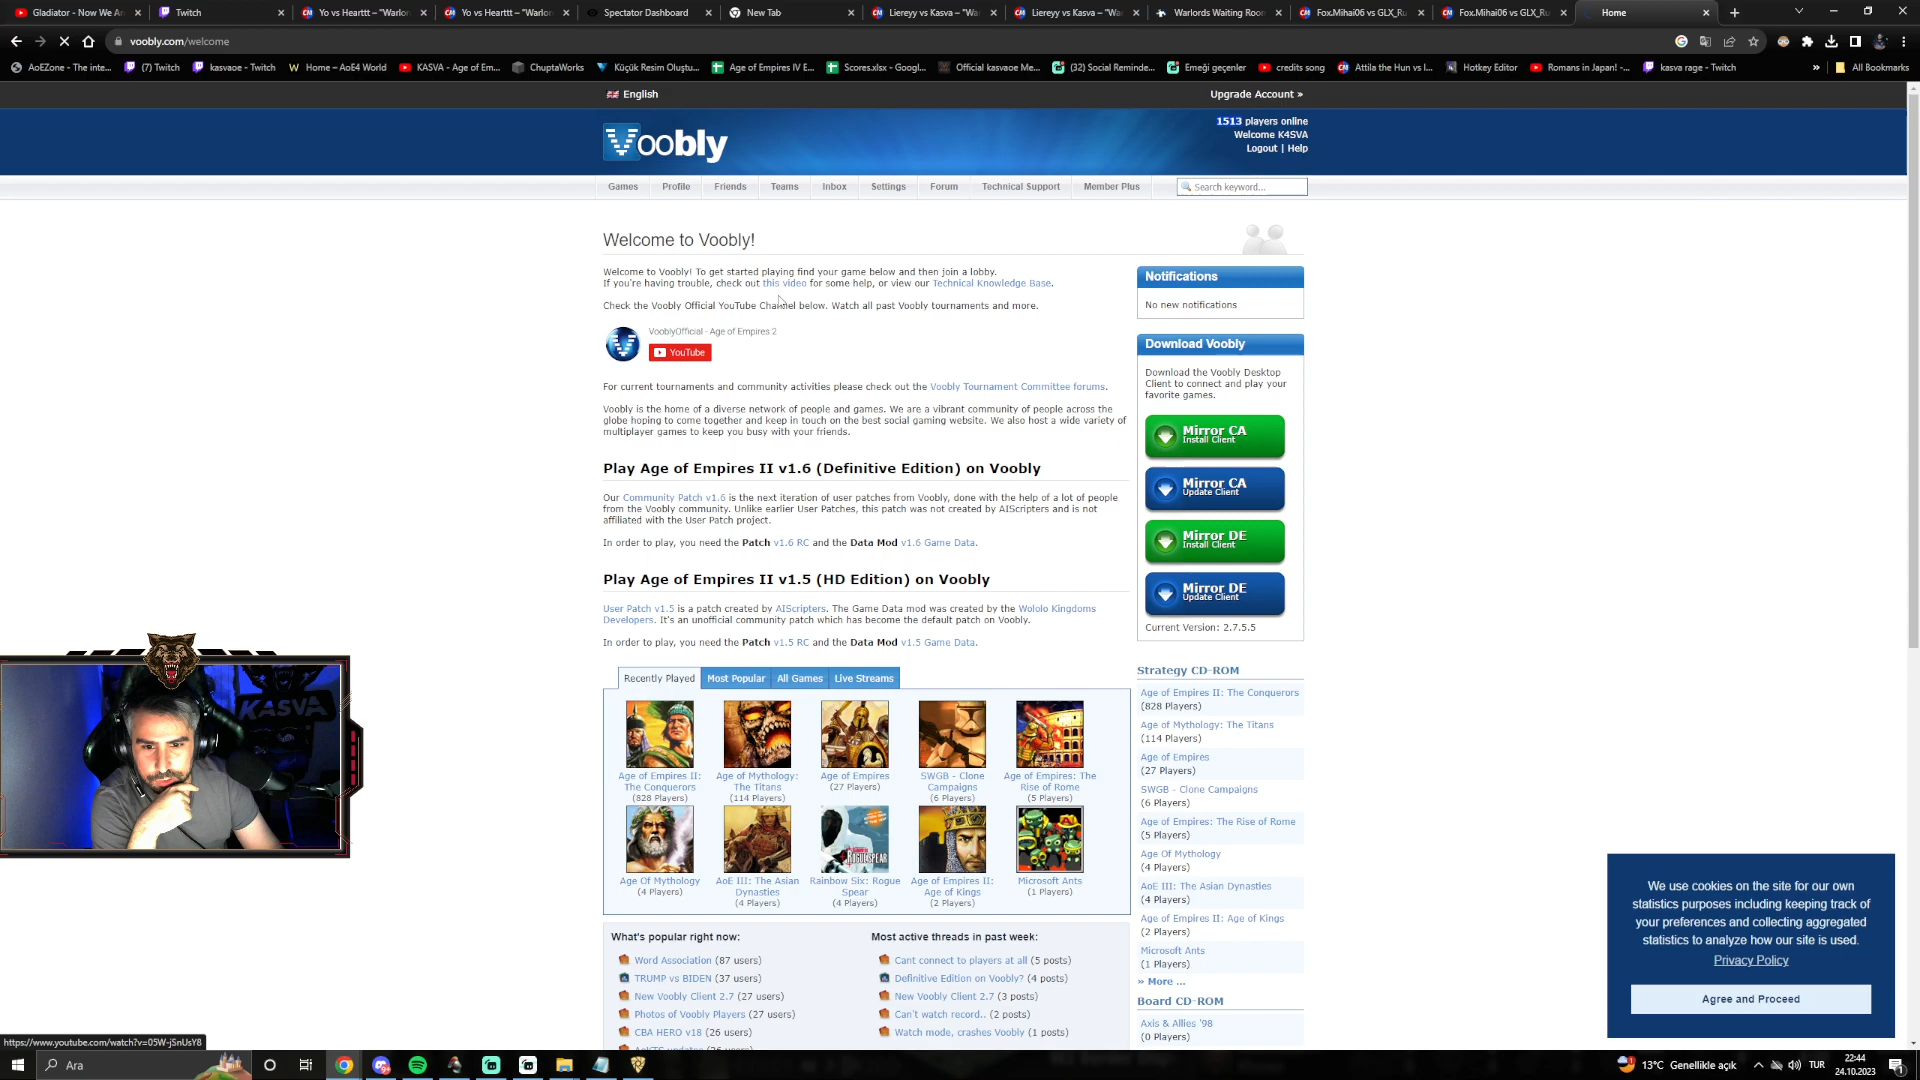 Gladiator - Now We Ar
Twitch
Yo vs Hearttt – "Warlor
Yo vs Hearttt – "Warlor
Spectator Dashboard
New Tab
Liereyy vs Kasva – "Wa
Liereyy vs Kasva – "Wa
Warlords Waiting Roon
Fox.Mihai06 vs GLX_Ru
Fox.Mihai06 vs GLX_Ru
Home
voobly.com/welcome
AoEZone - The inte...
(7) Twitch
kasvaoe - Twitch
Home – AoE4 World
KASVA - Age of Em...
ChuptaWorks
Küçük Resim Oluştu...
Age of Empires IV E...
Scores.xlsx - Googl...
Official kasvaoe Me...
(32) Social Reminde...
Emeği geçenler
credits song
Attila the Hun vs I...
Hotkey Editor
Romans in Japan! -...
kasva rage - Twitch
»
All Bookmarks
English
Upgrade Account »
Voobly
1513 players online
Welcome K4SVA
Logout | Help
Games
Profile
Friends
Teams
Inbox
Settings
Forum
Technical Support
Member Plus
Search keyword...
Welcome to Voobly!
Welcome to Voobly! To get started playing find your game below and then join a lobby.
If you're having trouble, check out this video for some help, or view our Technical Knowledge Base.
Check the Voobly Official YouTube Channel below. Watch all past Voobly tournaments and more.
VooblyOfficial - Age of Empires 2
YouTube
For current tournaments and community activities please check out the Voobly Tournament Committee forums.
Voobly is the home of a diverse network of people and games. We are a vibrant community of people across the
globe hoping to come together and keep in touch on the best social gaming website. We also host a wide variety of
multiplayer games to keep you busy with your friends.
Play Age of Empires II v1.6 (Definitive Edition) on Voobly
Our Community Patch v1.6 is the next iteration of user patches from Voobly, done with the help of a lot of people
from the Voobly community. Unlike earlier User Patches, this patch was not created by AIScripters and is not
affiliated with the User Patch project.
In order to play, you need the Patch v1.6 RC and the Data Mod v1.6 Game Data.
Play Age of Empires II v1.5 (HD Edition) on Voobly
User Patch v1.5 is a patch created by AIScripters. The Game Data mod was created by the Wololo Kingdoms
Developers. It's an unofficial community patch which has become the default patch on Voobly.
In order to play, you need the Patch v1.5 RC and the Data Mod v1.5 Game Data.
Recently Played
Most Popular
All Games
Live Streams
Age of Empires II:
The Conquerors
(828 Players)
Age of Mythology:
The Titans
(114 Players)
Age of Empires
(27 Players)
SWGB - Clone
Campaigns
(6 Players)
Age of Empires: The
Rise of Rome
(5 Players)
Age Of Mythology
(4 Players)
AoE III: The Asian
Dynasties
(4 Players)
ROGUE SPEAR
Rainbow Six: Rogue
Spear
(4 Players)
Age of Empires II:
Age of Kings
(2 Players)
Microsoft Ants
(1 Players)
What's popular right now:
Word Association (87 users)
TRUMP vs BIDEN (37 users)
New Voobly Client 2.7 (27 users)
Photos of Voobly Players (27 users)
CBA HERO v18 (26 users)
Most active threads in past week:
Cant connect to players at all (5 posts)
Definitive Edition on Voobly? (4 posts)
New Voobly Client 2.7 (3 posts)
Can't watch record.. (2 posts)
Watch mode, crashes Voobly (1 posts)
Notifications
No new notifications
Download Voobly
Download the Voobly Desktop
Client to connect and play your
favorite games.
Mirror CA
Install Client
Mirror CA
Update Client
Mirror DE
Install Client
Mirror DE
Update Client
Current Version: 2.7.5.5
Strategy CD-ROM
Age of Empires II: The Conquerors
(828 Players)
Age of Mythology: The Titans
(114 Players)
Age of Empires
(27 Players)
SWGB - Clone Campaigns
(6 Players)
Age of Empires: The Rise of Rome
(5 Players)
Age Of Mythology
(4 Players)
AoE III: The Asian Dynasties
(4 Players)
Age of Empires II: Age of Kings
(2 Players)
Microsoft Ants
(1 Players)
» More ...
Board CD-ROM
Axis & Allies '98
(0 Players)
KASVA
We use cookies on the site for our own
statistics purposes including keeping track of
your preferences and collecting aggregated
statistics to analyze how our site is used.
Privacy Policy
Agree and Proceed
https://www.youtube.com/watch?v=05W-jSnUsY8
Ara
13°C Genellikle açık
TUR
22:44
24.10.2023